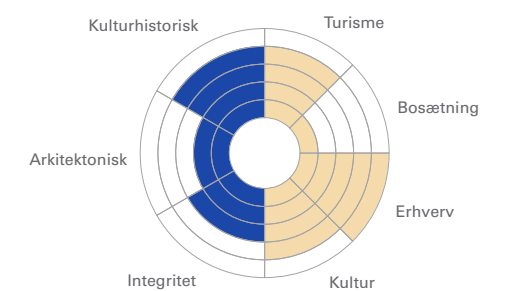 Kulturhistorisk
Turisme
Bosætning
Arkitektonisk
Erhverv
Integritet
Kultur